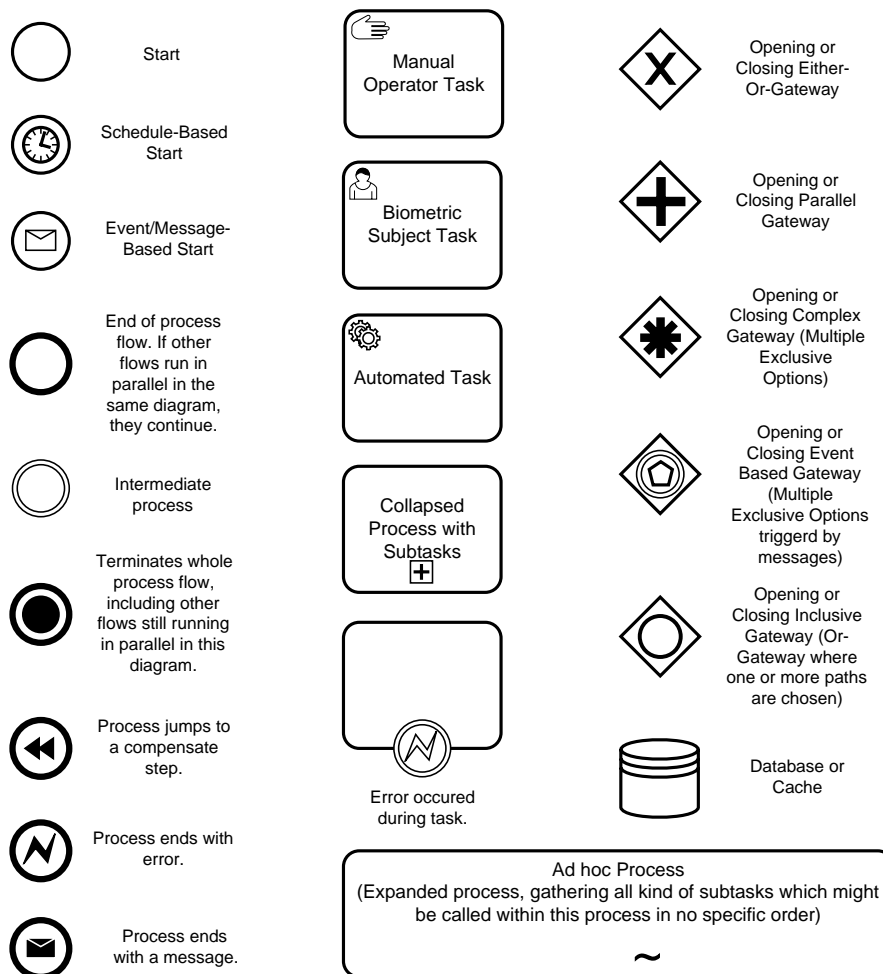 Start
Schedule-Based
Start
Event/Message-
Based Start
End of process
flow. If other
flows run in
parallel in the
same diagram,
they continue.
Intermediate
process
Terminates whole
process flow,
including other
flows still running
in parallel in this
diagram.
Process jumps to
a compensate
step.
Process ends with
error.
Process ends
with a message.
Manual
Operator Task
Biometric
Subject Task
Automated Task
Collapsed
Process with
Subtasks
Error occured
during task.
Opening or
Closing Either-
Or-Gateway
Opening or
Closing Parallel
Gateway
Opening or
Closing Complex
Gateway (Multiple
Exclusive
Options)
Opening or
Closing Event
Based Gateway
(Multiple
Exclusive Options
triggerd by
messages)
Opening or
Closing Inclusive
Gateway (Or-
Gateway where
one or more paths
are chosen)
Database or
Cache
Ad hoc Process
(Expanded process, gathering all kind of subtasks which might
be called within this process in no specific order)
~